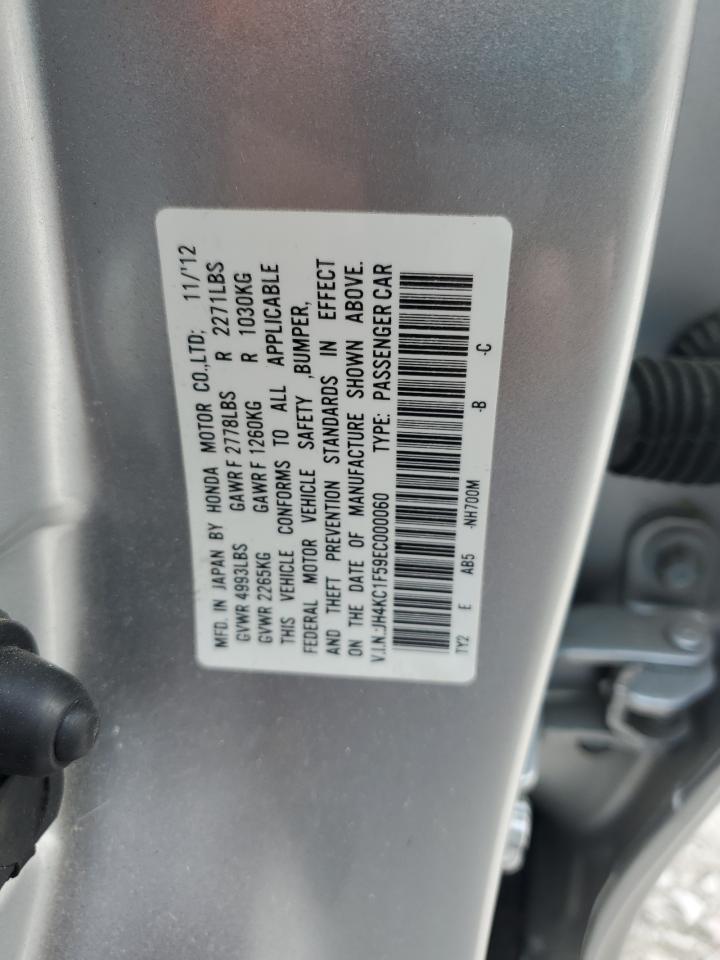 MFD. IN JAPAN BY HONDA MOTOR CO.,LTD; 11/'12
GVWR 4993LBS GAWR F 2778LBS R 2271LBS
GVWR 2265KG GAWR F 1260KG R 1030KG
THIS VEHICLE CONFORMS TO ALL APPLICABLE
FEDERAL MOTOR VEHICLE SAFETY ,BUMPER,
AND THEFT PREVENTION STANDARDS IN EFFECT
ON THE DATE OF MANUFACTURE SHOWN ABOVE.
V.I.N.:JH4KC1F59EC000060 TYPE: PASSENGER CAR
TY2 E AB5 -NH700M -B -C